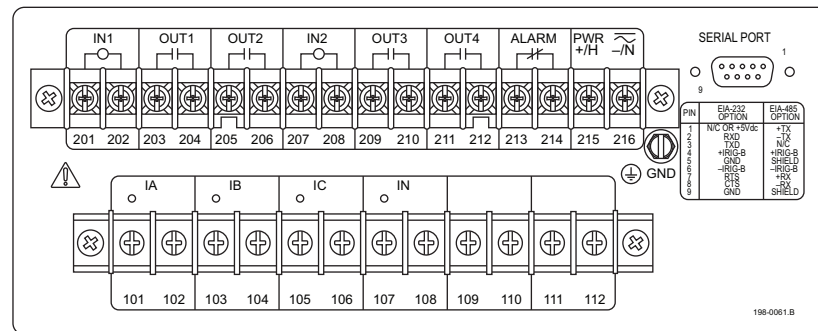 IN1 OUT1 OUT2 IN2 OUT3 OUT4 ALARM PWR
+/H –/N
SERIAL PORT
1
9
201 202 203 204 205 206 207 208 209 210 211 212 213 214 215 216
GND
PIN EIA-232 OPTION EIA-485 OPTION
1 N/C OR +5Vdc +TX
2 RXD –TX
3 TXD N/C
4 +IRIG-B +IRIG-B
5 GND SHIELD
6 –IRIG-B –IRIG-B
7 RTS +RX
8 CTS –RX
9 GND SHIELD
IA IB IC IN
101 102 103 104 105 106 107 108 109 110 111 112
198-0061.B